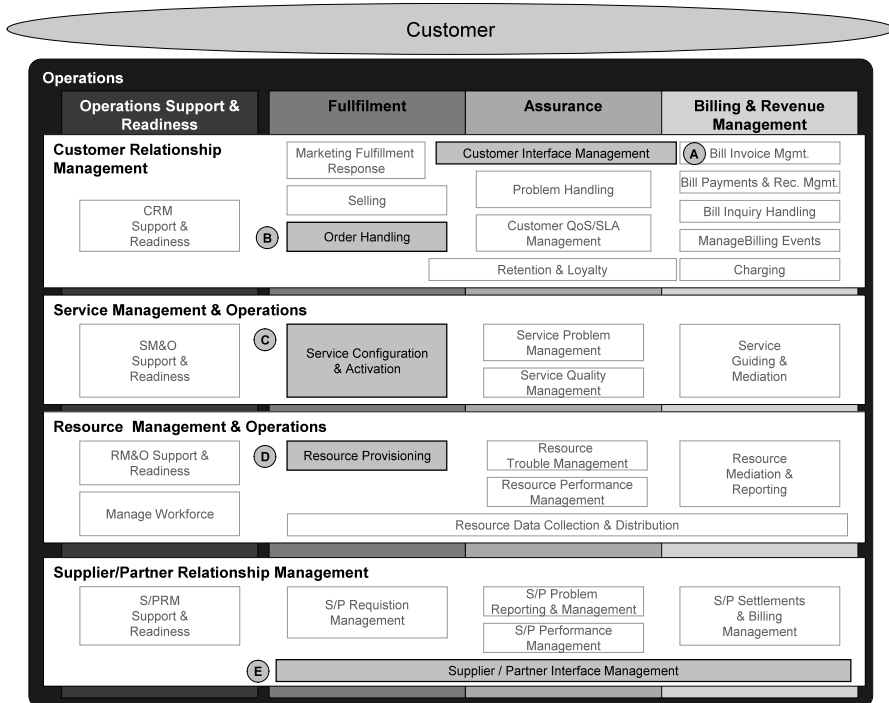 Customer
Operations
Operations Support &
Readiness
Fullfilment
Assurance
Billing & Revenue
Management
Customer Relationship
Management
Marketing Fulfillment
Response
Customer Interface Management
A
Bill Invoice Mgmt.
Selling
Problem Handling
Bill Payments & Rec. Mgmt.
CRM
Support &
Readiness
B
Order Handling
Customer QoS/SLA
Management
Bill Inquiry Handling
ManageBilling Events
Retention & Loyalty
Charging
Service Management & Operations
SM&O
Support &
Readiness
C
Service Configuration
& Activation
Service Problem
Management
Service Quality
Management
Service
Guiding &
Mediation
Resource Management & Operations
RM&O Support &
Readiness
D
Resource Provisioning
Resource
Trouble Management
Resource Performance
Management
Resource
Mediation &
Reporting
Manage Workforce
Resource Data Collection & Distribution
Supplier/Partner Relationship Management
S/PRM
Support &
Readiness
S/P Requistion
Management
S/P Problem
Reporting & Management
S/P Performance
Management
S/P Settlements
& Billing
Management
E
Supplier / Partner Interface Management